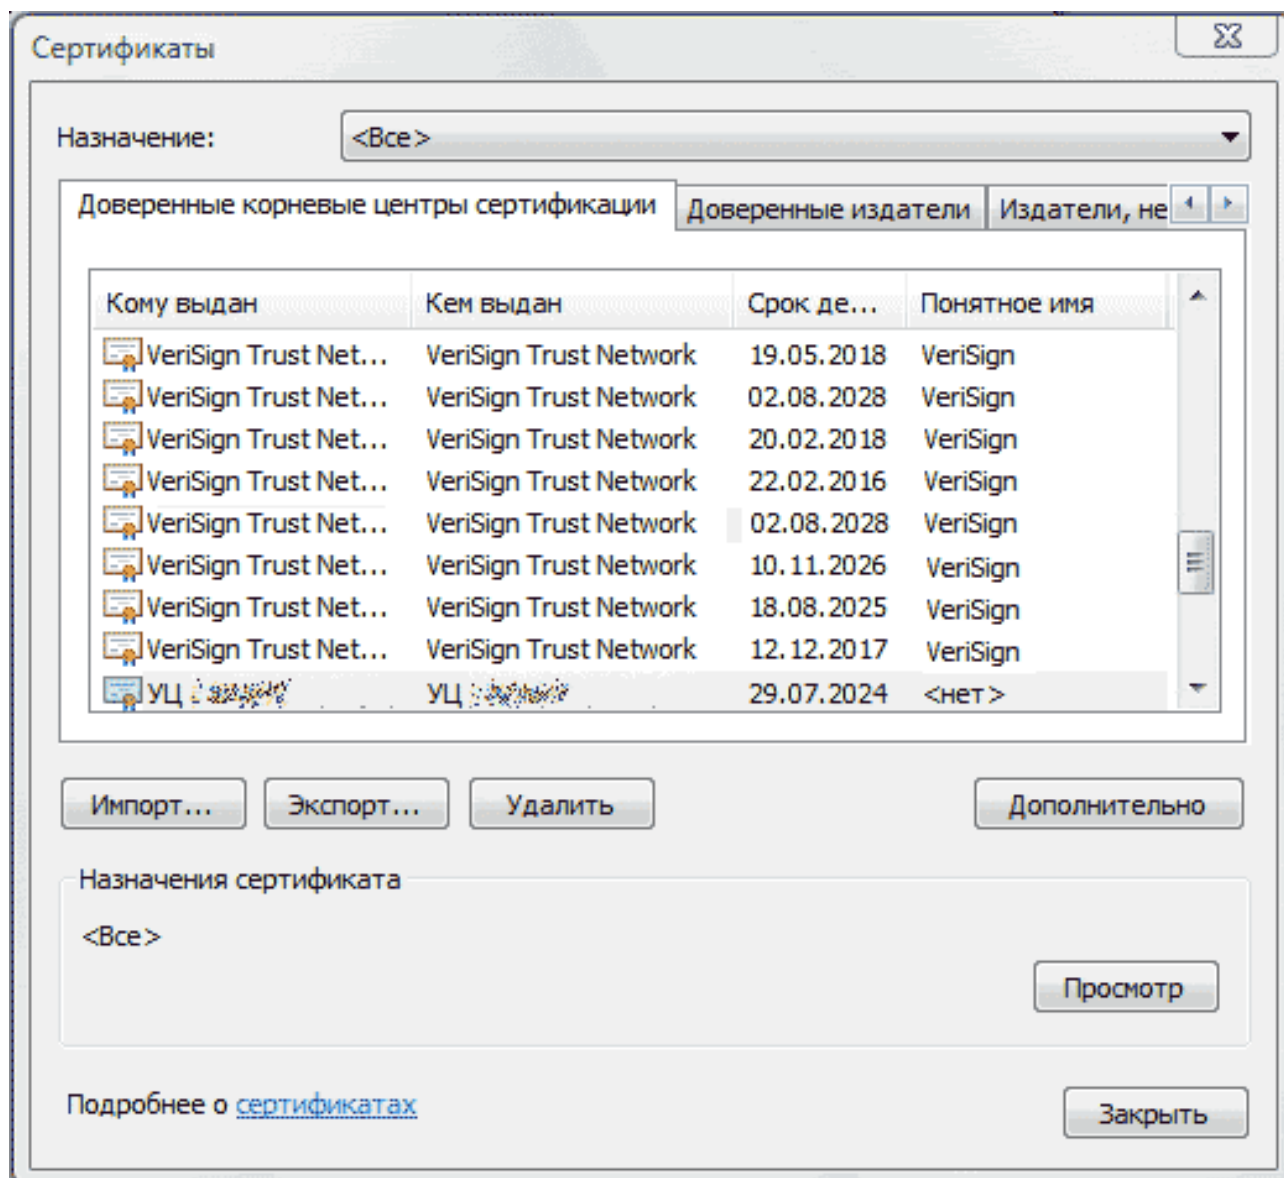 Сертификаты
Назначение: <Все>
Доверенные корневые центры сертификации Доверенные издатели Издатели, не
Кому выдан Кем выдан Срок де... Понятное имя
VeriSign Trust Net... VeriSign Trust Network 19.05.2018 VeriSign
VeriSign Trust Net... VeriSign Trust Network 02.08.2028 VeriSign
VeriSign Trust Net... VeriSign Trust Network 20.02.2018 VeriSign
VeriSign Trust Net... VeriSign Trust Network 22.02.2016 VeriSign
VeriSign Trust Net... VeriSign Trust Network 02.08.2028 VeriSign
VeriSign Trust Net... VeriSign Trust Network 10.11.2026 VeriSign
VeriSign Trust Net... VeriSign Trust Network 18.08.2025 VeriSign
VeriSign Trust Net... VeriSign Trust Network 12.12.2017 VeriSign
УЦ УЦ 29.07.2024 <нет>
Импорт... Экспорт... Удалить Дополнительно
Назначения сертификата
<Все>
Просмотр
Подробнее о сертификатах
Закрыть